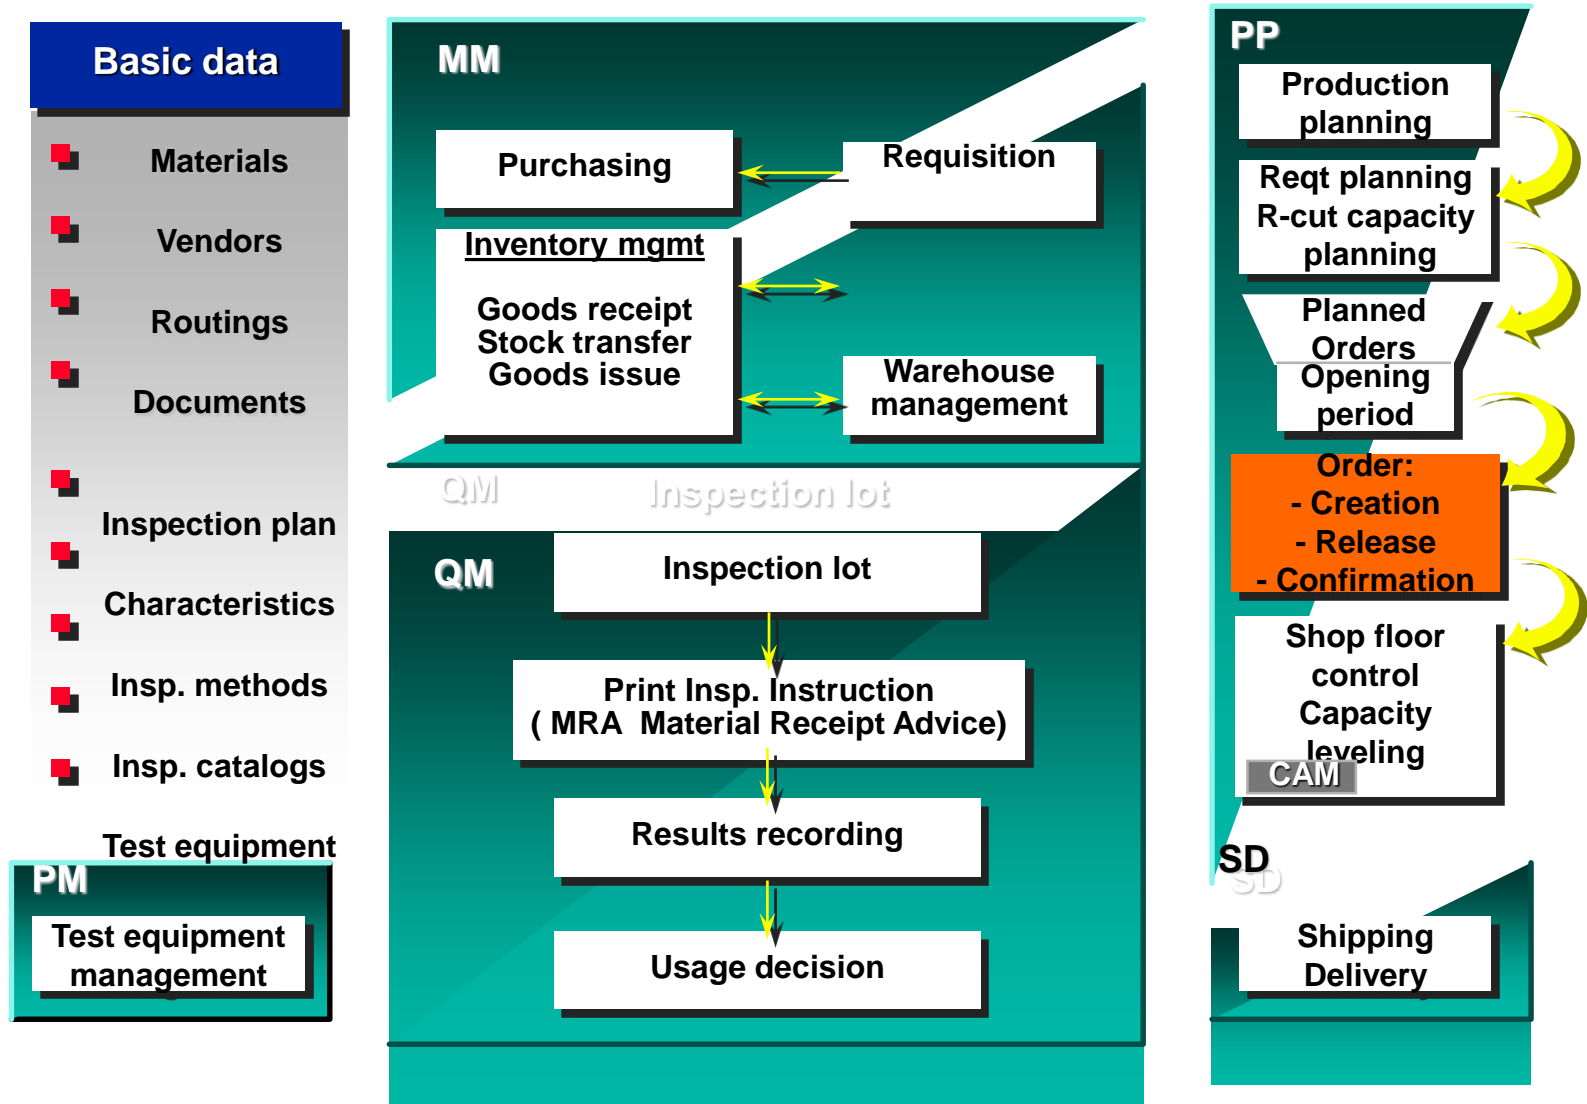 Basic data
Materials
Vendors
Routings
Documents
Inspection plan
Characteristics
Insp. methods
Insp. catalogs
Test equipment
PM
Test equipment
management
MM
Purchasing
Requisition
Inventory mgmt
Goods receipt
Stock transfer
Goods issue
Warehouse
management
QM
Inspection lot
QM
Inspection lot
Print Insp. Instruction
( MRA  Material Receipt Advice)
Results recording
Usage decision
PP
Production
planning
Reqt planning
R-cut capacity
planning
Planned
Orders
Opening
period
Order:
- Creation
- Release
- Confirmation
Shop floor
control
Capacity
leveling
CAM
SD
SD
Shipping
Delivery